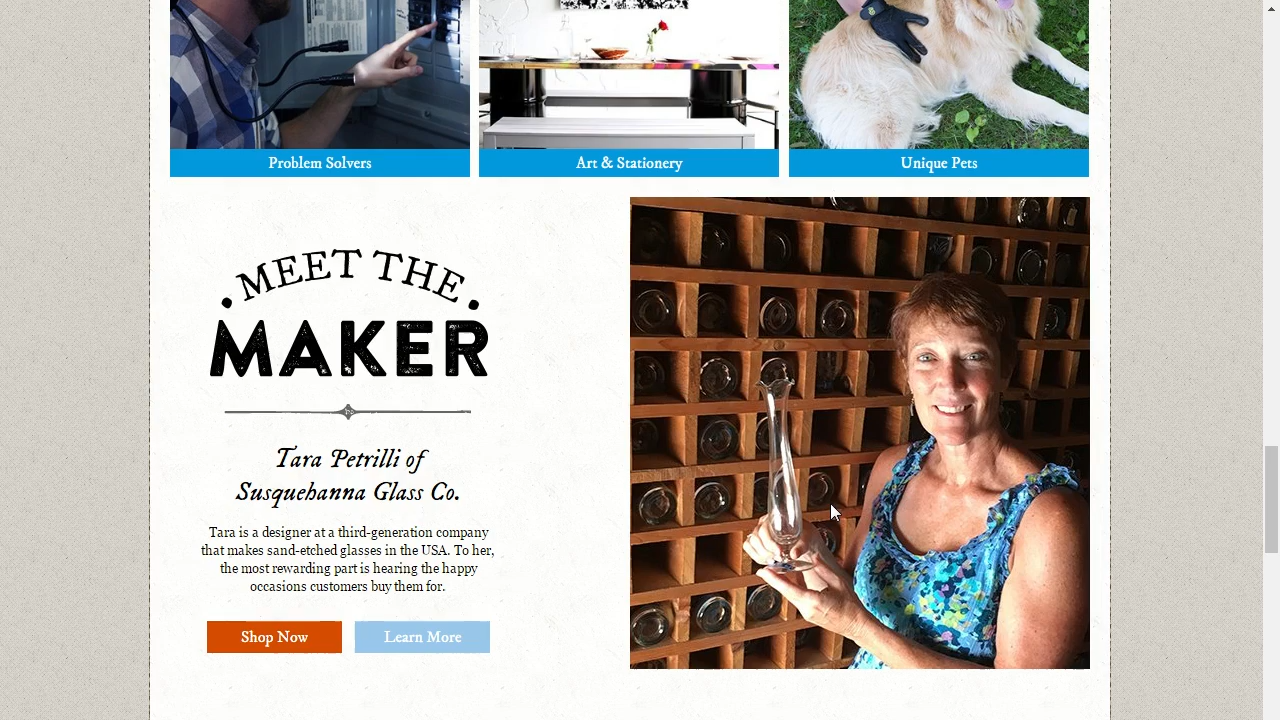 Problem Solvers
Art & Stationery
Unique Pets
MEET THE
MAKER
Tara Petrilli of
Susquehanna Glass Co.
Tara is a designer at a third-generation company
that makes sand-etched glasses in the USA. To her,
the most rewarding part is hearing the happy
occasions customers buy them for.
Shop Now
Learn More